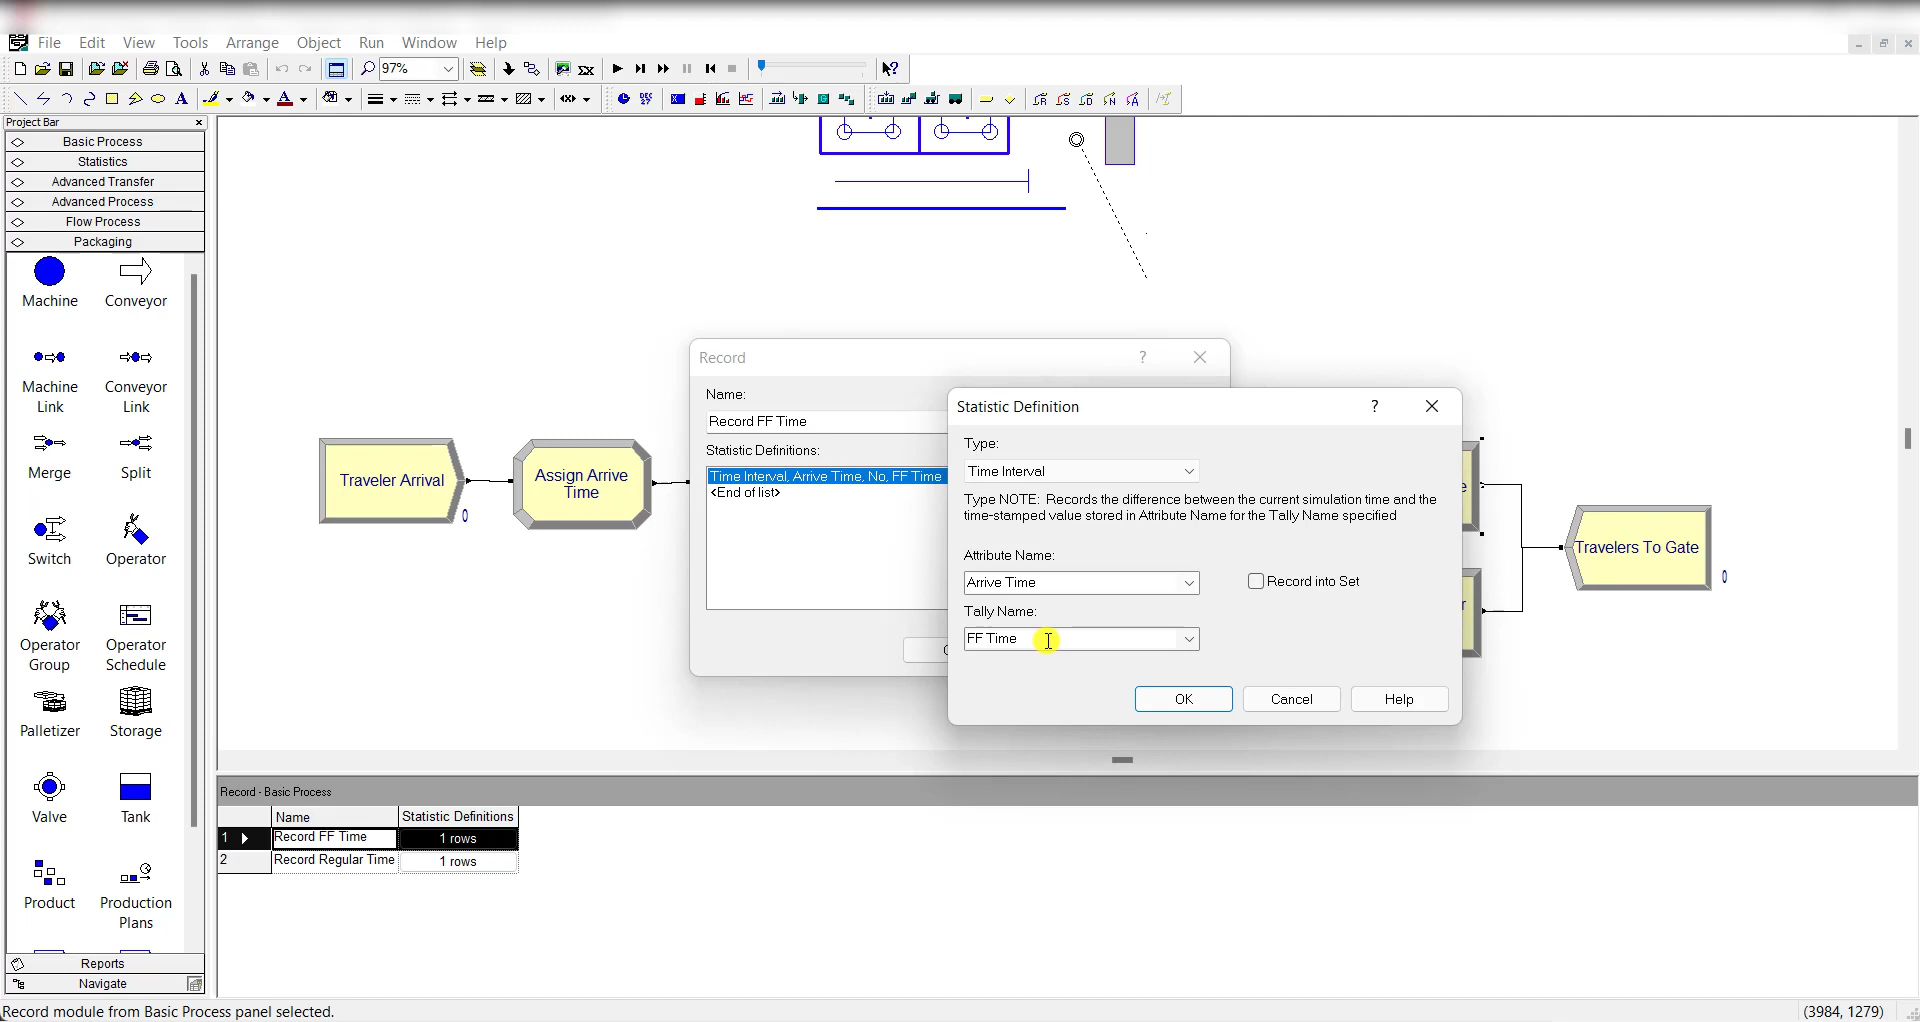 File Edit View Tools Arrange Object Run Window Help
97%
Project Bar
Basic Process
Statistics
Advanced Transfer
Advanced Process
Flow Process
Packaging
Machine Conveyor
Machine Link
Conveyor Link
Merge Split
Switch Operator
Operator Group
Operator Schedule
Palletizer Storage
Valve Tank
Product
Production Plans
Reports
Navigate
Traveler Arrival
0
Assign Arrive
Time
Record
?
Name:
Record FF Time
Statistic Definitions:
Time Interval, Arrive Time, No, FF Time
<End of list>
Statistic Definition
?
Type:
Time Interval
Type NOTE: Records the difference between the current simulation time and the
time-stamped value stored in Attribute Name for the Tally Name specified
Attribute Name:
Arrive Time
Record into Set
Tally Name:
FF Time
OK Cancel Help
Travelers To Gate
0
Record - Basic Process
Name Statistic Definitions
1 Record FF Time 1 rows
2 Record Regular Time 1 rows
Record module from Basic Process panel selected.
(3984, 1279)